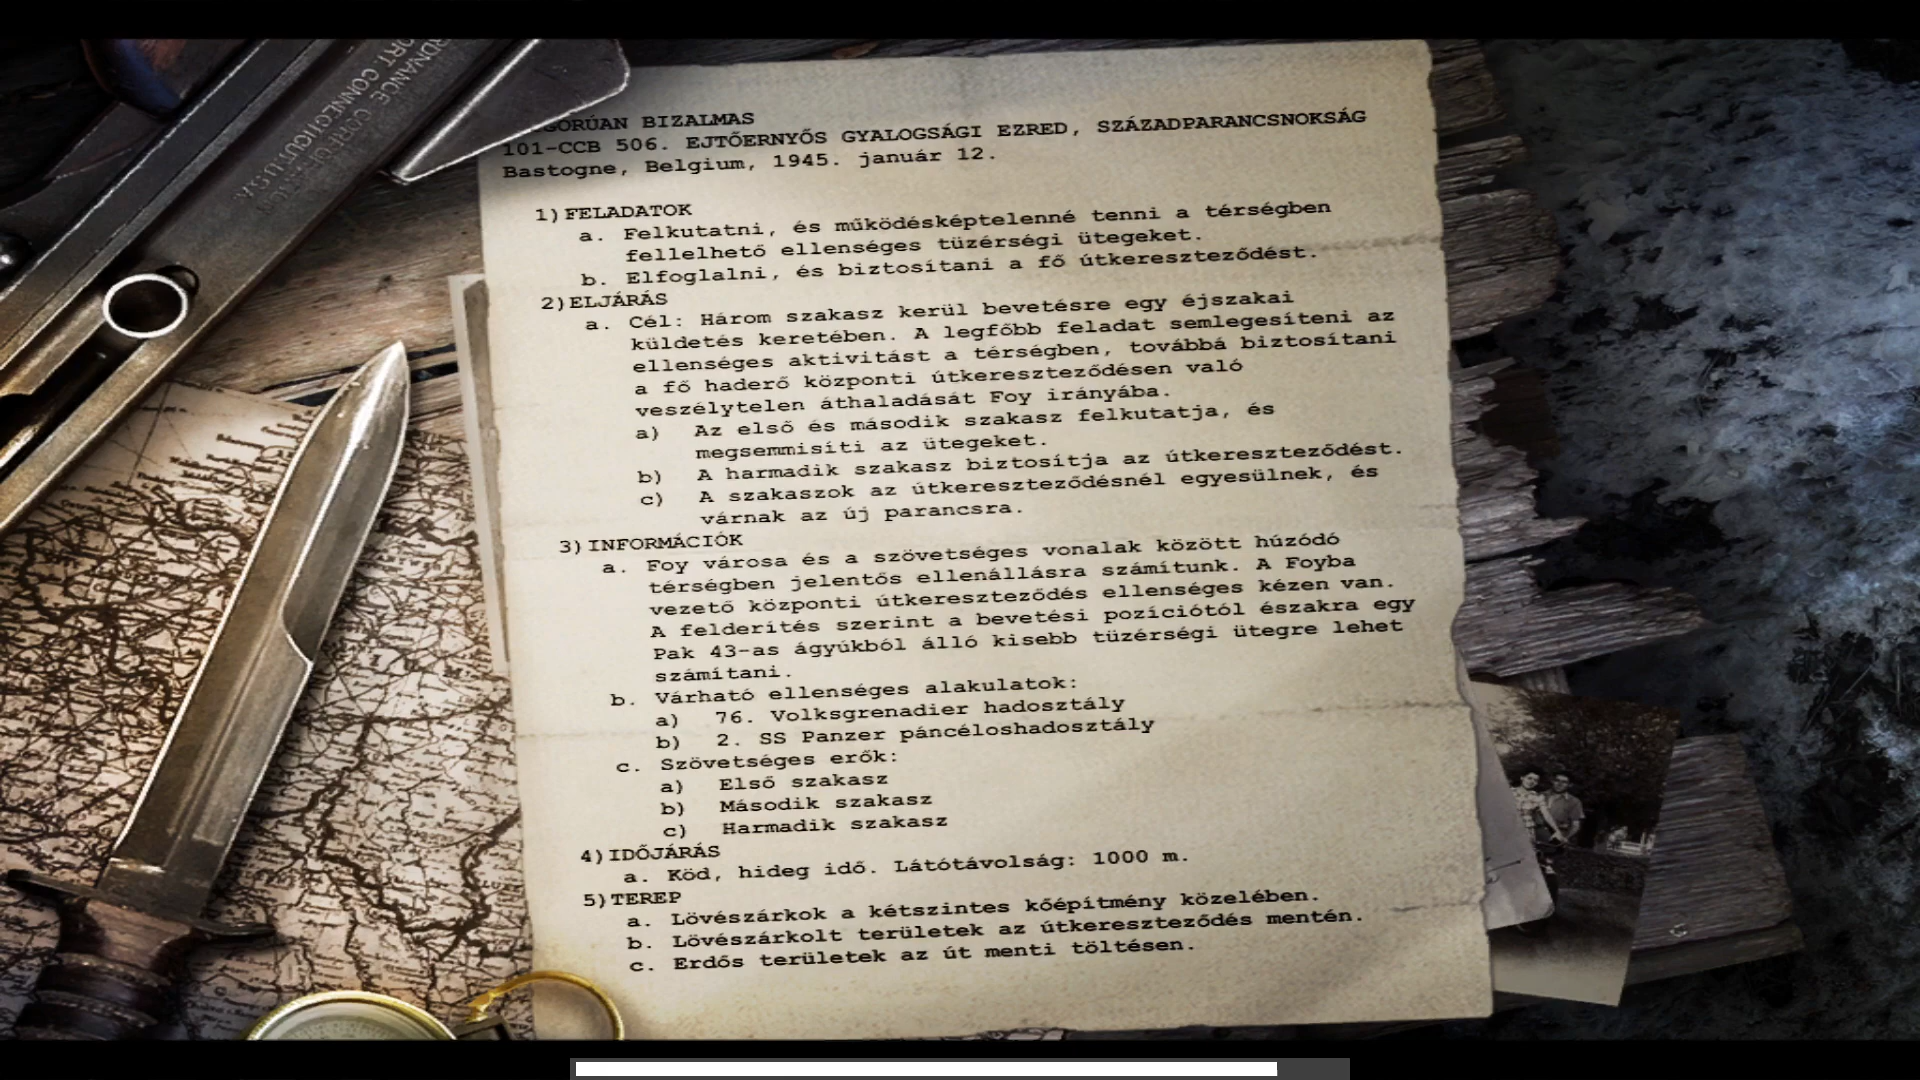 ORDNANCE CORPS
PORT. CONNECTICUT. U.S.A.
BIZALMAS
101-CCB 506. EJTŐERNYŐS GYALOGSÁGI EZRED, SZÁZADPARANCSNOKSÁG
Bastogne, Belgium, 1945. január 12.
1) FELADATOK
a. Felkutatni, és működésképtelenné tenni a térségben
fellelhető ellenséges tüzérségi ütegeket.
b. Elfoglalni, és biztosítani a fő útkereszteződést.
2) ELJÁRÁS
a. Cél: Három szakasz kerül bevetésre egy éjszakai
küldetés keretében. A legfőbb feladat semlegesíteni az
ellenséges aktivitást a térségben, továbbá biztosítani
a fő haderő központi útkereszteződésen való
veszélytelen áthaladását Foy irányába.
a) Az első és második szakasz felkutatja, és
megsemmisíti az ütegeket.
b) A harmadik szakasz biztosítja az útkereszteződést.
c) A szakaszok az útkereszteződésnél egyesülnek, és
várnak az új parancsra.
3) INFORMÁCIÓK
a. Foy városa és a szövetséges vonalak között húzódó
térségben jelentős ellenállásra számítunk. A Foyba
vezető központi útkereszteződés ellenséges kézen van.
A felderítés szerint a bevetési pozíciótól északra egy
Pak 43-as ágyúkból álló kisebb tüzérségi ütegre lehet
számítani.
b. Várható ellenséges alakulatok:
a) 76. Volksgrenadier hadosztály
b) 2. SS Panzer páncéloshadosztály
c. Szövetséges erők:
a) Első szakasz
b) Második szakasz
c) Harmadik szakasz
4) IDŐJÁRÁS
a. Köd, hideg idő. Látótávolság: 1000 m.
5) TEREP
a. Lövészárkok a kétszintes kőépítmény közelében.
b. Lövészárkolt területek az útkereszteződés mentén.
c. Erdős területek az út menti töltésen.